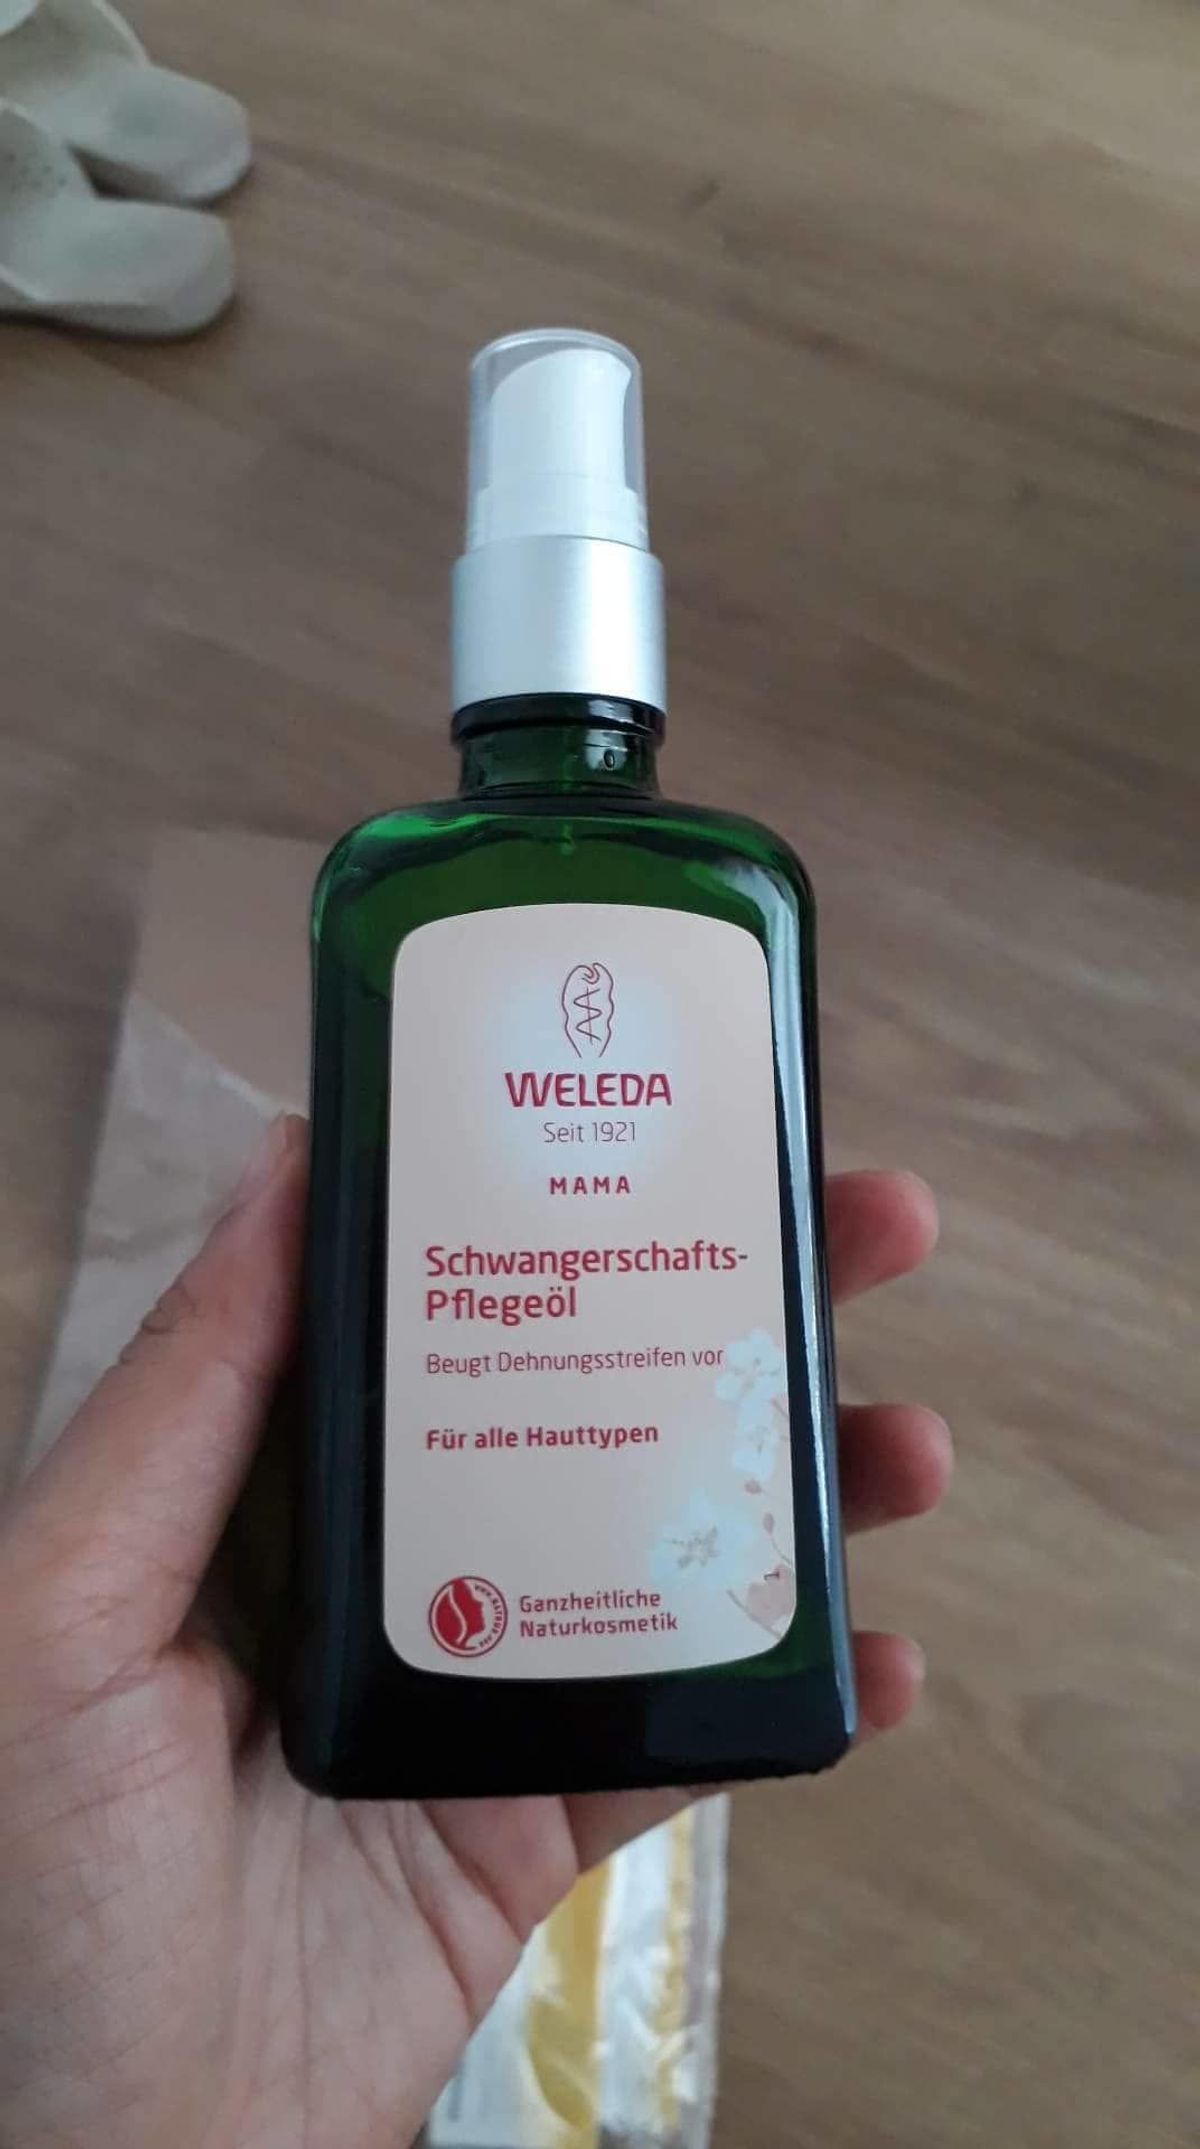 WELEDA
Seit 1921
MAMA
Schwangerschafts-
Pflegeöl
Beugt Dehnungsstreifen vor
Für alle Hauttypen
Ganzheitliche
Naturkosmetik